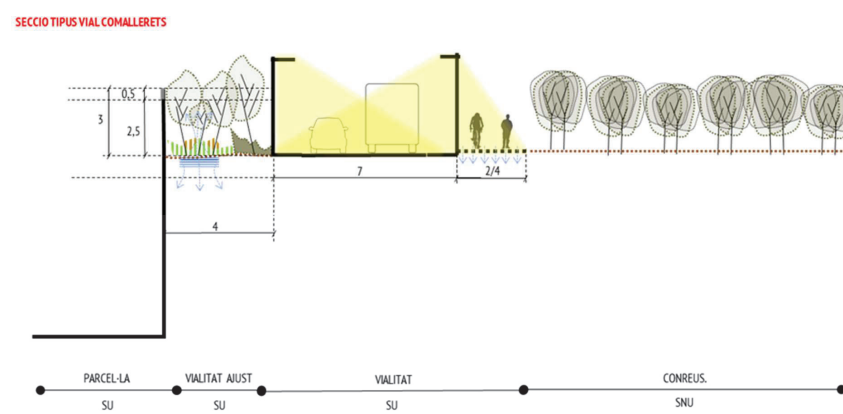 SECCIO TIPUS VIAL COMALLERETS
0,5
3
2,5
7
2/4
4
PARCEL·LA
VIALITAT AJUST
VIALITAT
CONREUS.
SU
SU
SU
SNU